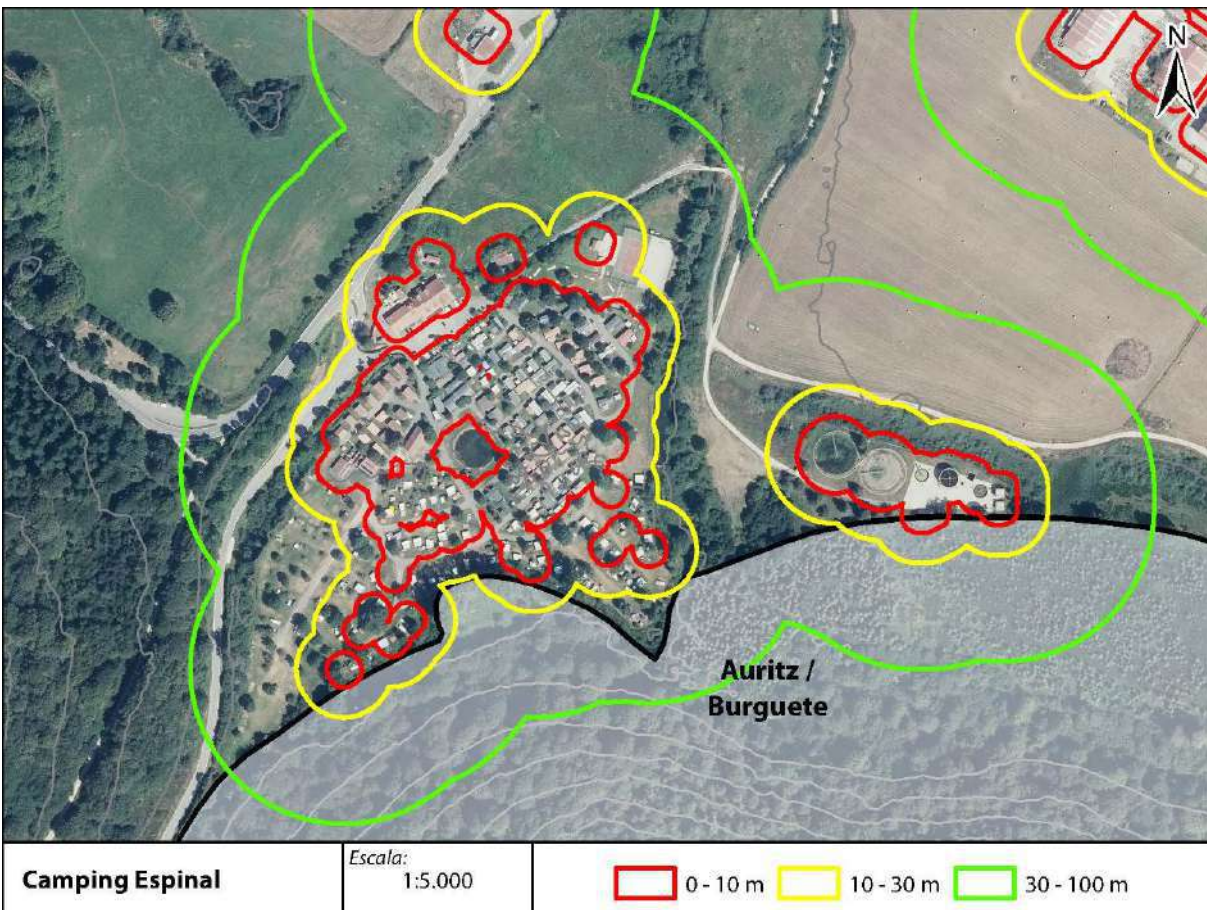 N
Auritz /
Burguete
Camping Espinal
Escala:
1:5.000
0 - 10 m
10 - 30 m
30 - 100 m